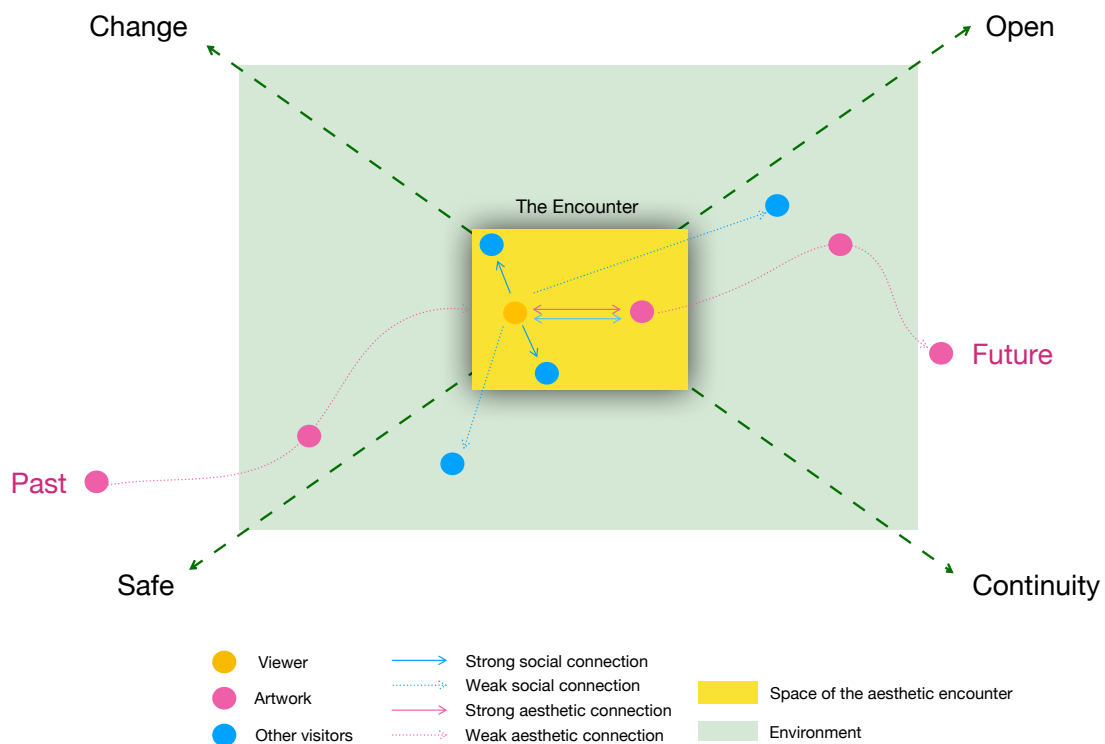 Change
Open
The Encounter
Future
Past
Safe
Continuity
Viewer
Artwork
Other visitors
Strong social connection
Weak social connection
Strong aesthetic connection
Weak aesthetic connection
Space of the aesthetic encounter
Environment